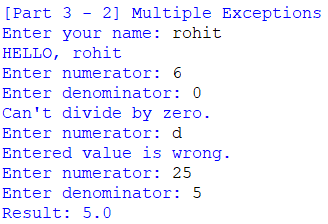 [Part 3 - 2] Multiple Exceptions
Enter your name: rohit
HELLO, rohit
Enter numerator: 6
Enter denominator: 0
Can't divide by zero.
Enter numerator: d
Entered value is wrong.
Enter numerator: 25
Enter denominator: 5
Result: 5.0